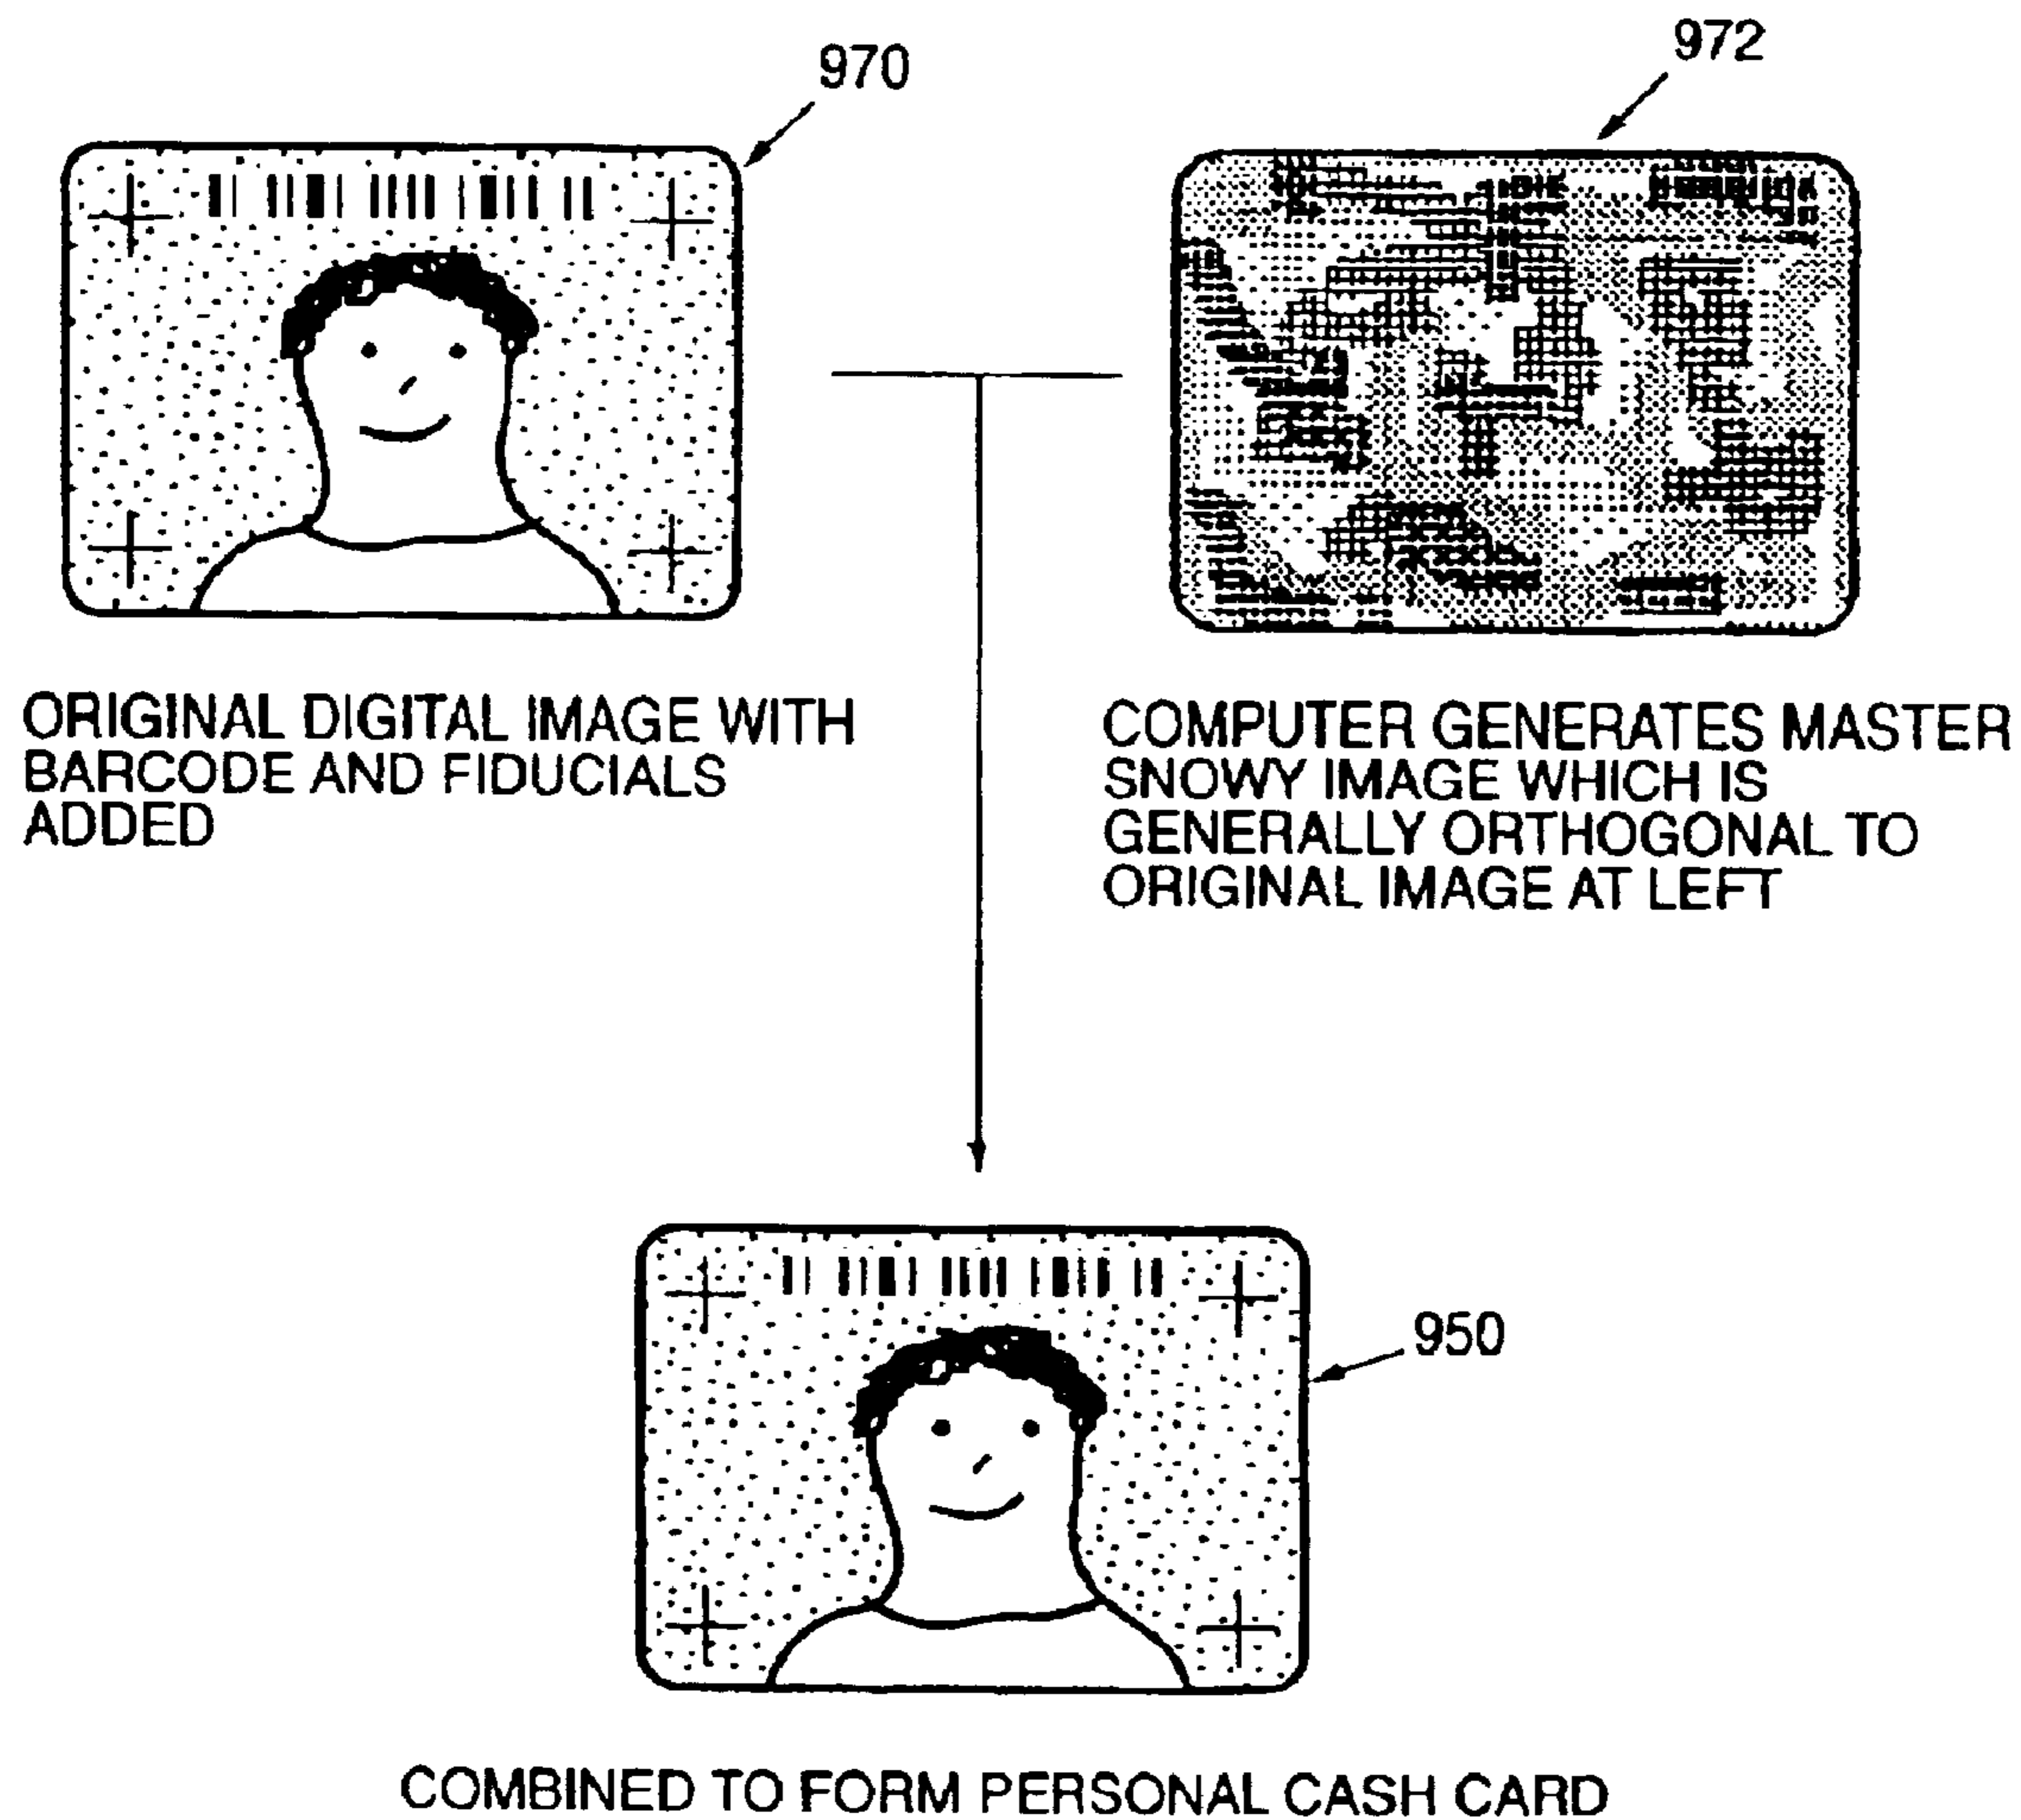 970
972
ORIGINAL DIGITAL IMAGE WITH
BARCODE AND FIDUCIALS
ADDED
COMPUTER GENERATES MASTER
SNOWY IMAGE WHICH IS
GENERALLY ORTHOGONAL TO
ORIGINAL IMAGE AT LEFT
950
COMBINED TO FORM PERSONAL CASH CARD